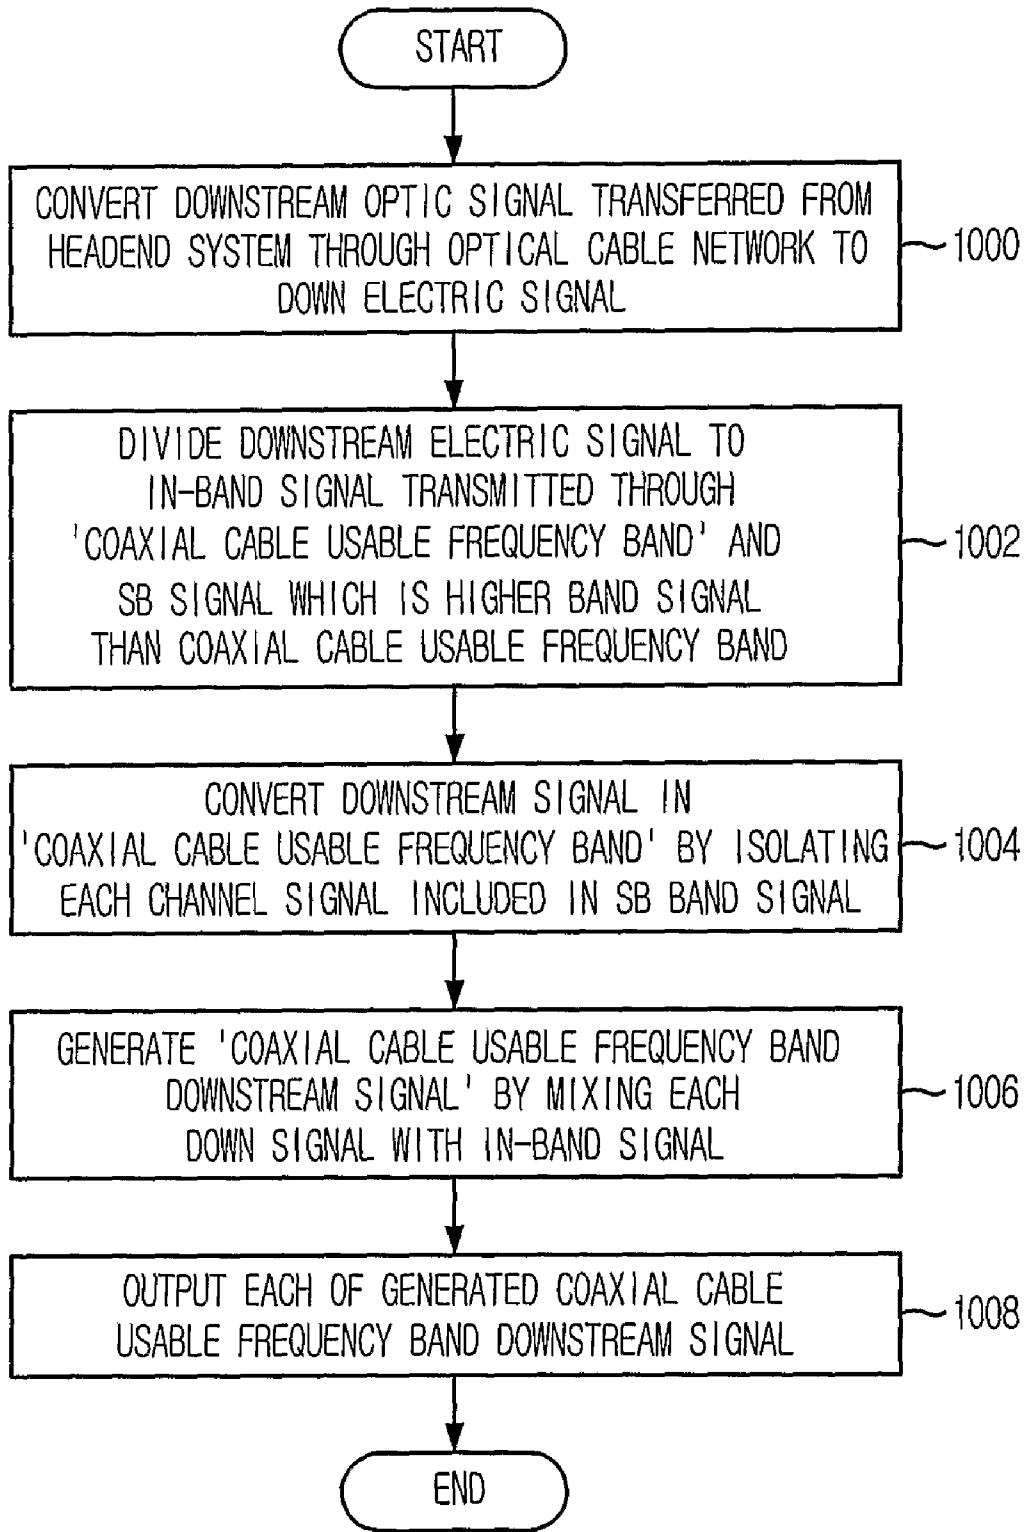 START
CONVERT DOWNSTREAM OPTIC SIGNAL TRANSFERRED FROM
HEADEND SYSTEM THROUGH OPTICAL CABLE NETWORK TO
DOWN ELECTRIC SIGNAL
1000
DIVIDE DOWNSTREAM ELECTRIC SIGNAL TO
IN-BAND SIGNAL TRANSMITTED THROUGH
'COAXIAL CABLE USABLE FREQUENCY BAND' AND
SB SIGNAL WHICH IS HIGHER BAND SIGNAL
THAN COAXIAL CABLE USABLE FREQUENCY BAND
1002
CONVERT DOWNSTREAM SIGNAL IN
'COAXIAL CABLE USABLE FREQUENCY BAND' BY ISOLATING
EACH CHANNEL SIGNAL INCLUDED IN SB BAND SIGNAL
1004
GENERATE 'COAXIAL CABLE USABLE FREQUENCY BAND
DOWNSTREAM SIGNAL' BY MIXING EACH
DOWN SIGNAL WITH IN-BAND SIGNAL
1006
OUTPUT EACH OF GENERATED COAXIAL CABLE
USABLE FREQUENCY BAND DOWNSTREAM SIGNAL
1008
END